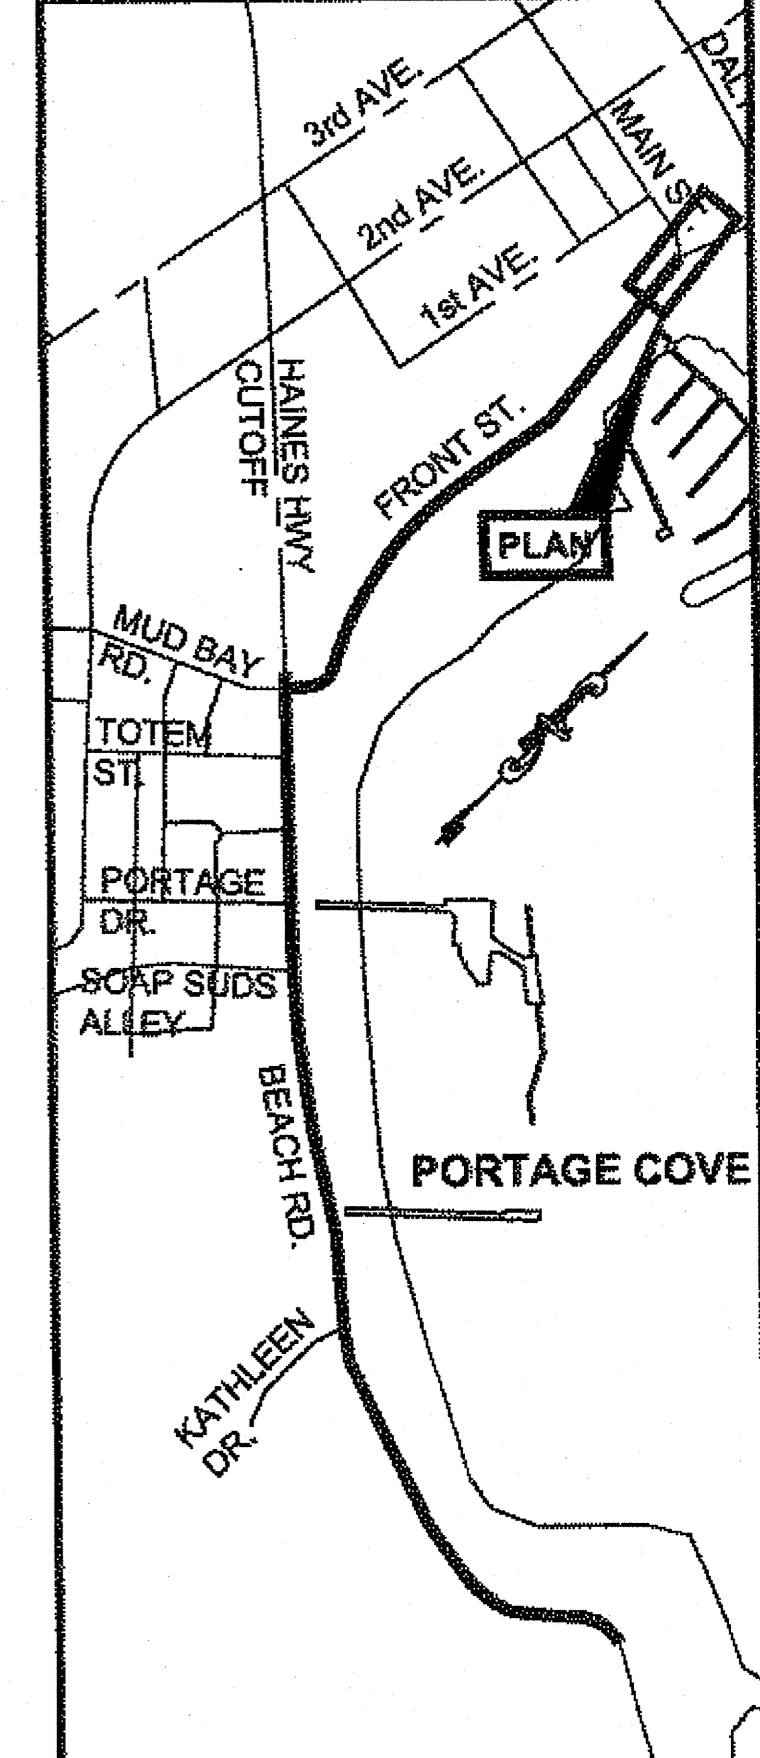 3rd AVE.
2nd AVE.
1st AVE.
MAIN ST.
HAINES HWY
CUTOFF
FRONT ST.
PLAN
MUD BAY
RD.
TOTEM
ST.
PORTAGE
DR.
SOAP SUDS
ALLEY
BEACH RD.
PORTAGE COVE
KATHLEEN
DR.